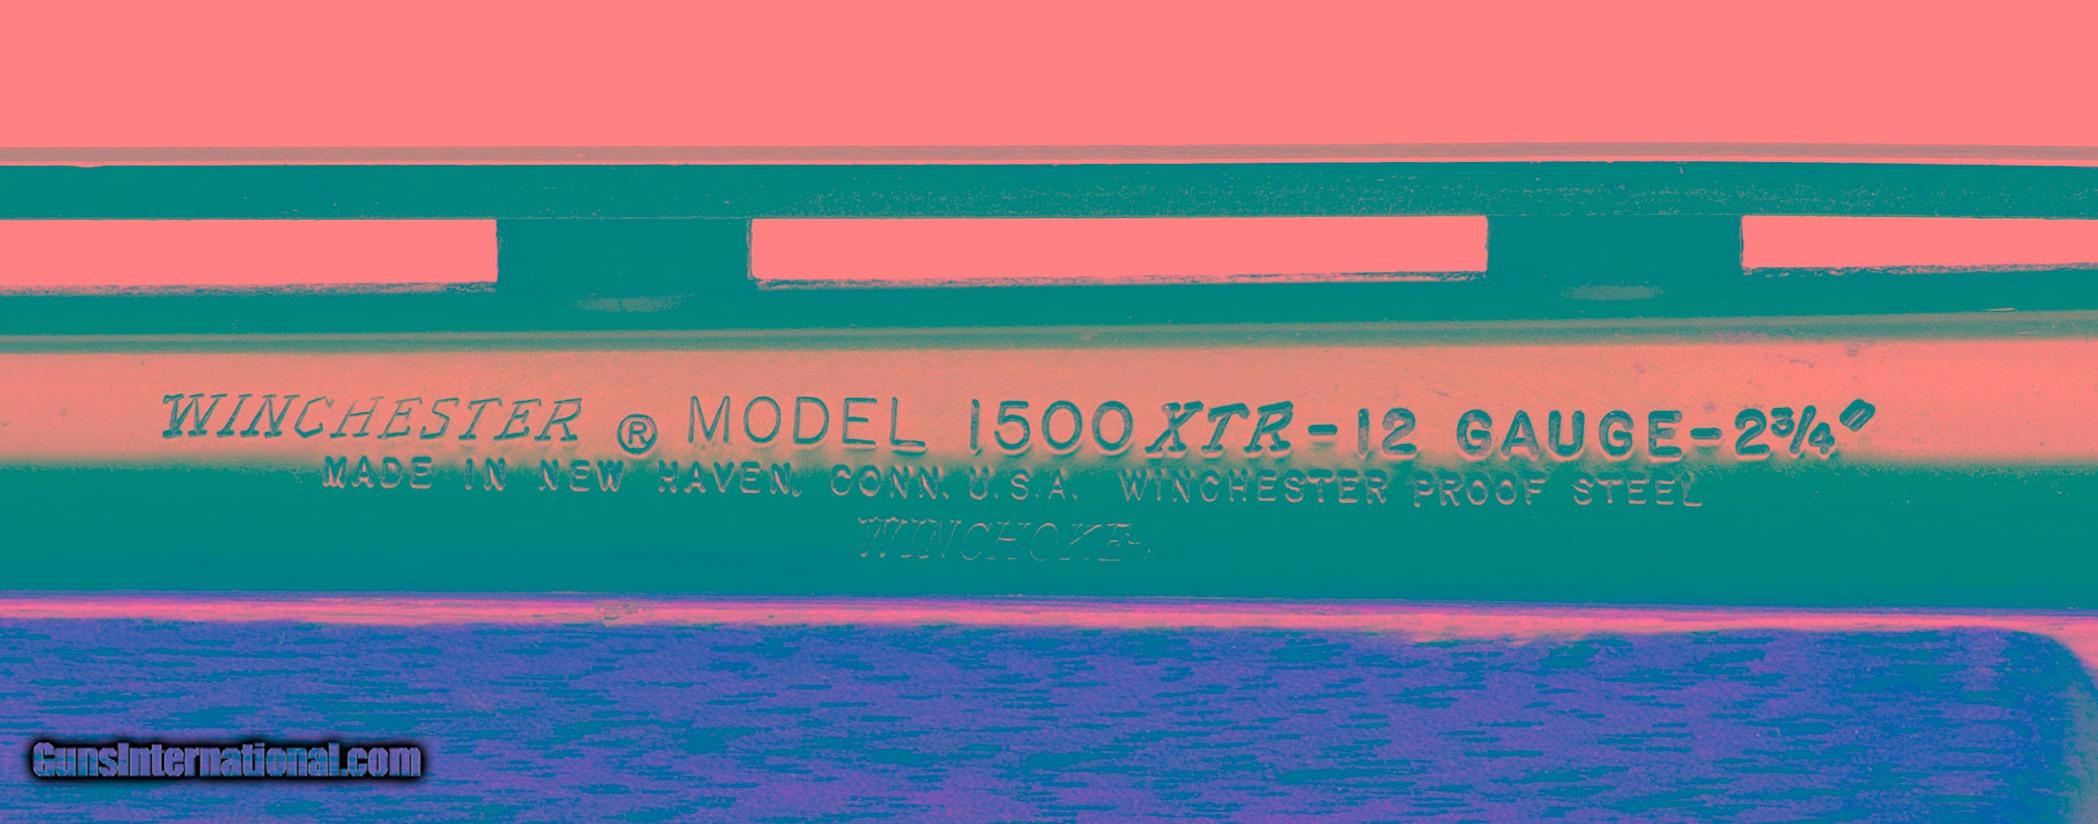 WINCHESTER ® MODEL 1500 XTR-12 GAUGE-2¾"
MADE IN NEW HAVEN, CONN. U.S.A. WINCHESTER PROOF STEEL
WINCHOKE
GunsInternational.com